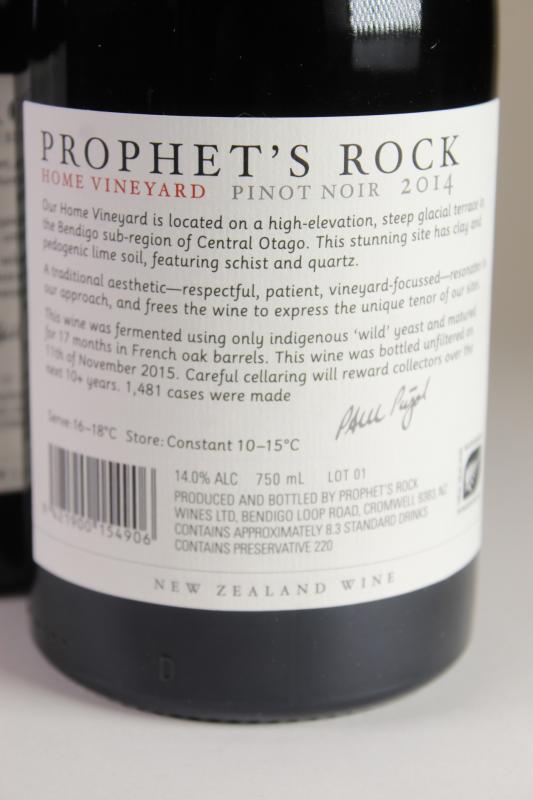 PROPHET'S ROCK
HOME VINEYARD PINOT NOIR 2014
Our Home Vineyard is located on a high-elevation, steep glacial terrace in
the Bendigo sub-region of Central Otago. This stunning site has clay and
pedogenic lime soil, featuring schist and quartz.
A traditional aesthetic—respectful, patient, vineyard-focussed—resonates in
our approach, and frees the wine to express the unique tenor of our sites.
This wine was fermented using only indigenous 'wild' yeast and matured
for 17 months in French oak barrels. This wine was bottled unfiltered on
11th of November 2015. Careful cellaring will reward collectors over the
next 10+ years. 1,481 cases were made
Paul Pujol
Serve: 16–18°C Store: Constant 10–15°C
14.0% ALC 750 mL LOT 01
PRODUCED AND BOTTLED BY PROPHET'S ROCK
WINES LTD, BENDIGO LOOP ROAD, CROMWELL 9383, NZ
CONTAINS APPROXIMATELY 8.3 STANDARD DRINKS
CONTAINS PRESERVATIVE 220
9 421900 154906
NEW ZEALAND WINE
D